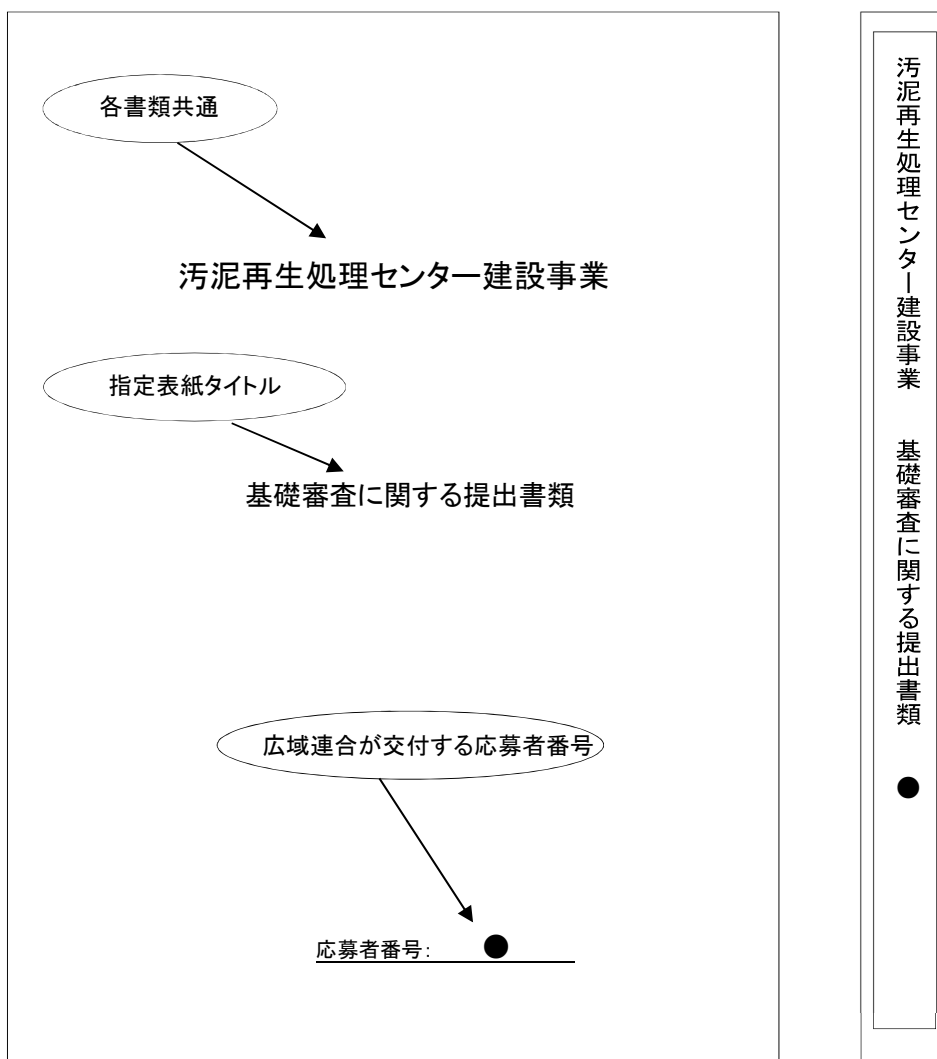 各書類共通
汚泥再生処理センター建設事業
指定表紙タイトル
基礎審査に関する提出書類
広域連合が交付する応募者番号
応募者番号: ●
汚泥再生処理センター建設事業 基礎審査に関する提出書類 ●